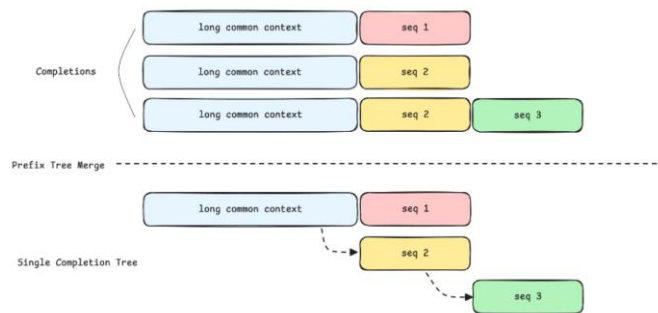 long common context seq 1
Completions
long common context seq 2
long common context seq 2 seq 3
Prefix Tree Merge
long common context seq 1
seq 2
Single Completion Tree
seq 3